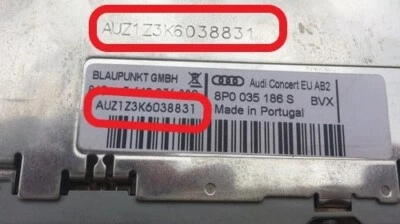 AUZ1Z3K6038831
BLAUPUNKT GMBH
Audi Concert EU AB2
AUZ1Z3K6038831
8P0 035 186 S
BVX
Made in Portugal